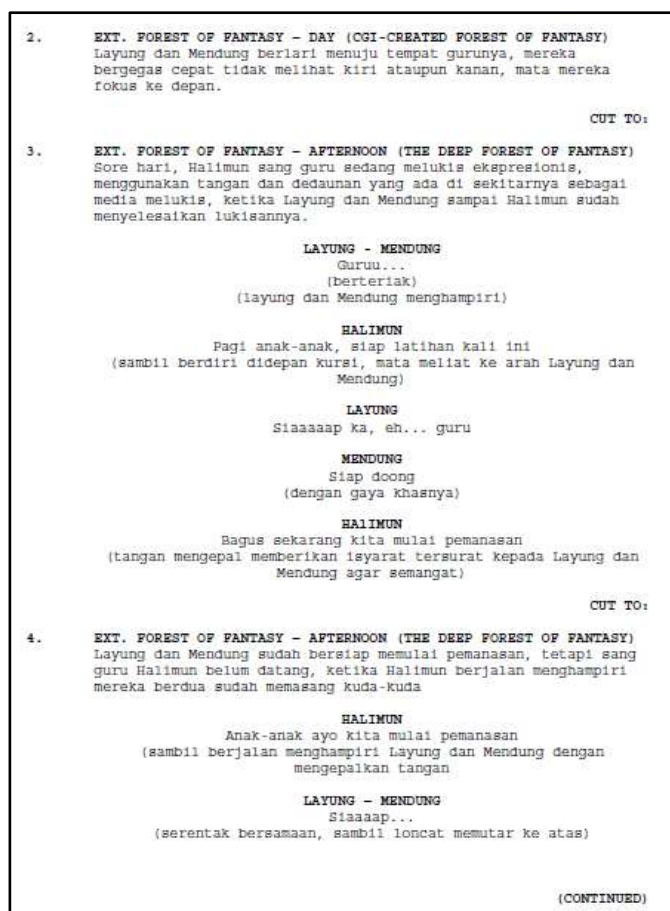 2. EXT. FOREST OF FANTASY – DAY (CGI-CREATED FOREST OF FANTASY)
Layung dan Mendung berlari menuju tempat gurunya, mereka
bergegas cepat tidak melihat kiri ataupun kanan, mata mereka
fokus ke depan.
CUT TO:
3. EXT. FOREST OF FANTASY – AFTERNOON (THE DEEP FOREST OF FANTASY)
Sore hari, Halimun sang guru sedang melukis ekspresionis,
menggunakan tangan dan dedaunan yang ada di sekitarnya sebagai
media melukis, ketika Layung dan Mendung sampai Halimun sudah
menyelesaikan lukisannya.
LAYUNG - MENDUNG
Guruu...
(berteriak)
(layung dan Mendung menghampiri)
HALIMUN
Pagi anak-anak, siap latihan kali ini
(sambil berdiri didepan kursi, mata meliat ke arah Layung dan
Mendung)
LAYUNG
Siaaaaap ka, eh... guru
MENDUNG
Siap doong
(dengan gaya khasnya)
HAlIMUN
Bagus sekarang kita mulai pemanasan
(tangan mengepal memberikan isyarat tersurat kepada Layung dan
Mendung agar semangat)
CUT TO:
4. EXT. FOREST OF FANTASY – AFTERNOON (THE DEEP FOREST OF FANTASY)
Layung dan Mendung sudah bersiap memulai pemanasan, tetapi sang
guru Halimun belum datang, ketika Halimun berjalan menghampiri
mereka berdua sudah memasang kuda-kuda
HALIMUN
Anak-anak ayo kita mulai pemanasan
(sambil berjalan menghampiri Layung dan Mendung dengan
mengepalkan tangan
LAYUNG – MENDUNG
Siaaaap...
(serentak bersamaan, sambil loncat memutar ke atas)
(CONTINUED)